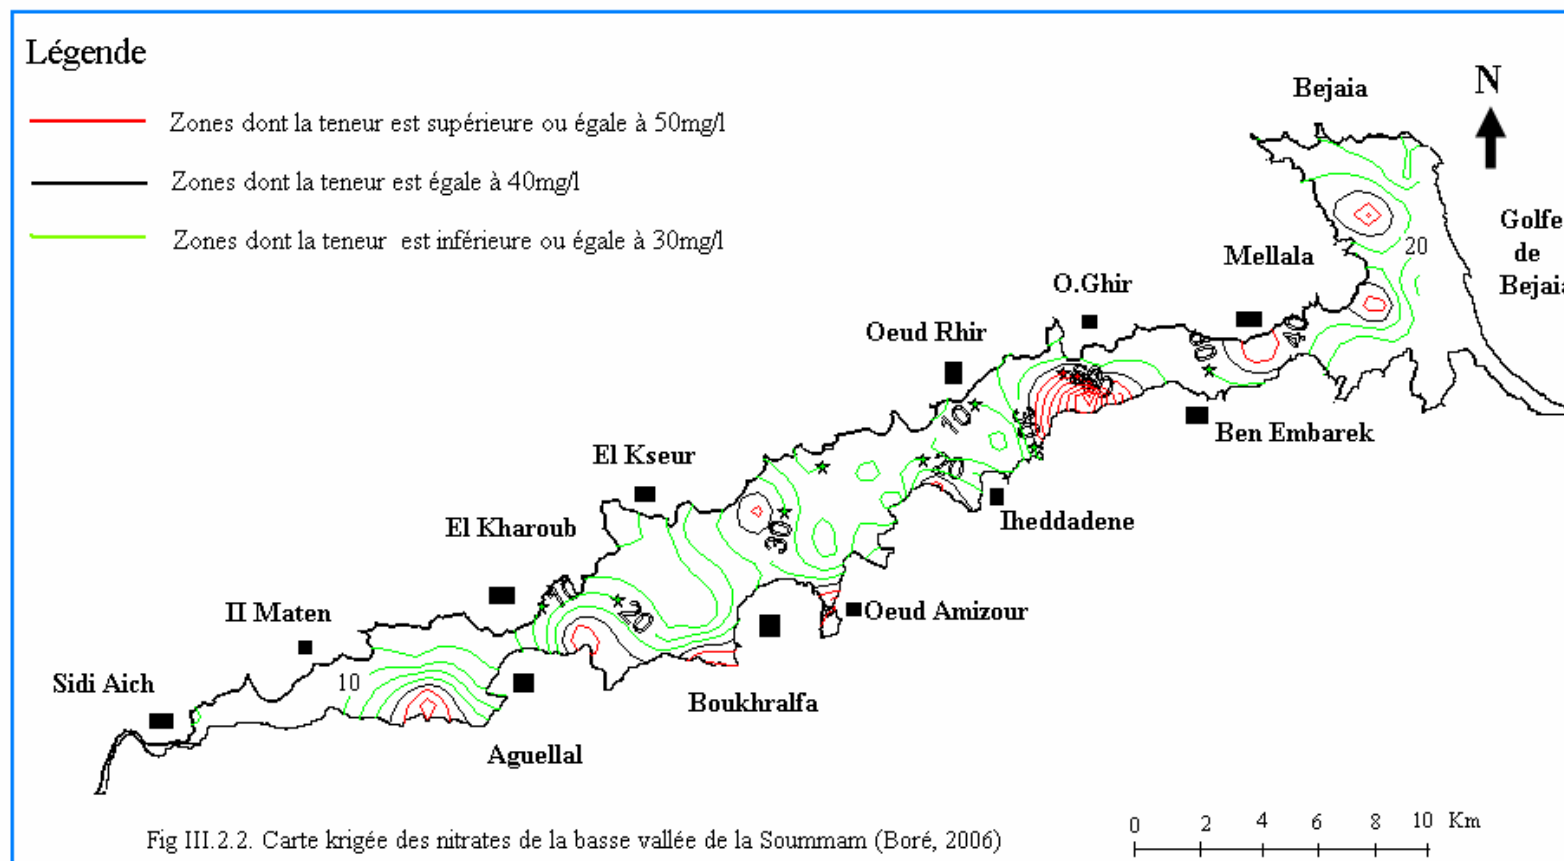 Légende
Zones dont la teneur est supérieure ou égale à 50mg/l
Zones dont la teneur est égale à 40mg/l
Zones dont la teneur est inférieure ou égale à 30mg/l
Bejaia
N
Golfe
de
Bejaia
20
Mellala
O.Ghir
40
Oeud Rhir
10
Ben Embarek
El Kseur
Iheddadene
30
El Kharoub
10
20
Oeud Amizour
Il Maten
10
Sidi Aich
Boukhralfa
Aguellal
Fig III.2.2. Carte krigée des nitrates de la basse vallée de la Soummam (Boré, 2006)
0 2 4 6 8 10 Km